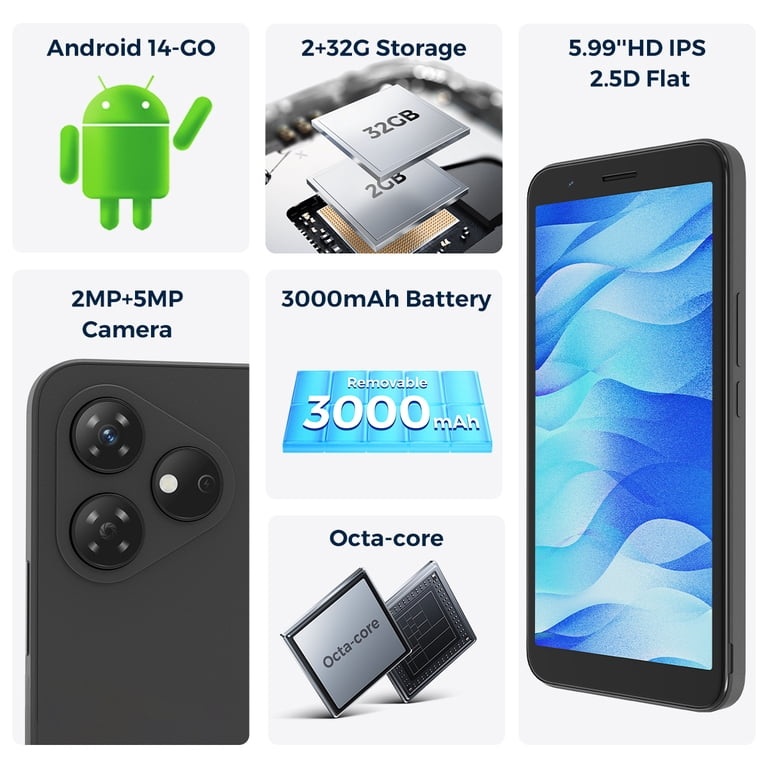 Android 14-GO
2+32G Storage
32GB
2GB
5.99"HD IPS
2.5D Flat
2MP+5MP
Camera
3000mAh Battery
Removable
3000mAh
Octa-core
Octa-core